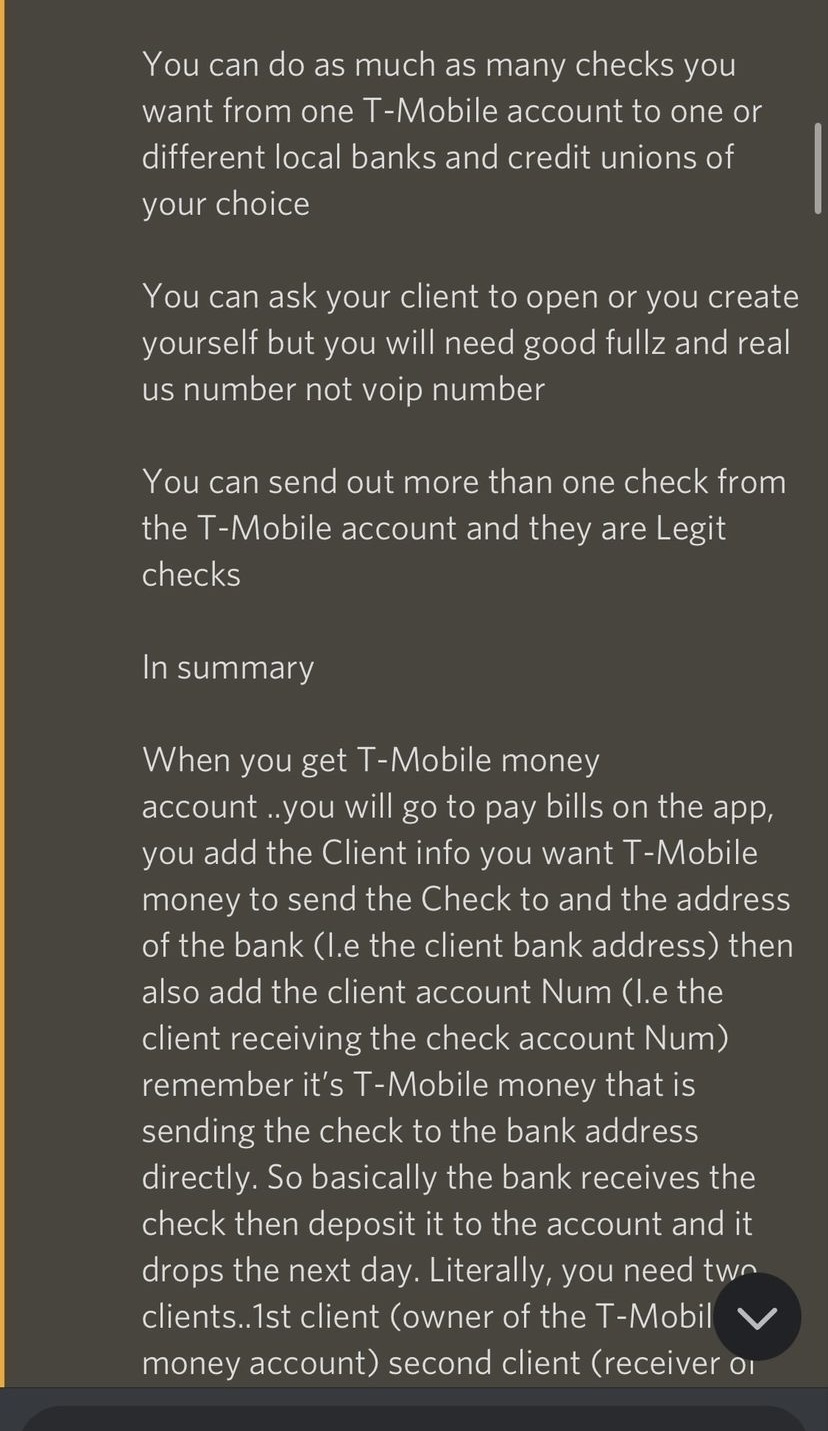 You can do as much as many checks you
want from one T-Mobile account to one or
different local banks and credit unions of
your choice
You can ask your client to open or you create
yourself but you will need good fullz and real
us number not voip number
You can send out more than one check from
the T-Mobile account and they are Legit
checks
In summary
When you get T-Mobile money
account ..you will go to pay bills on the app,
you add the Client info you want T-Mobile
money to send the Check to and the address
of the bank (I.e the client bank address) then
also add the client account Num (I.e the
client receiving the check account Num)
remember it’s T-Mobile money that is
sending the check to the bank address
directly. So basically the bank receives the
check then deposit it to the account and it
drops the next day. Literally, you need two
clients..1st client (owner of the T-Mobil
money account) second client (receiver of